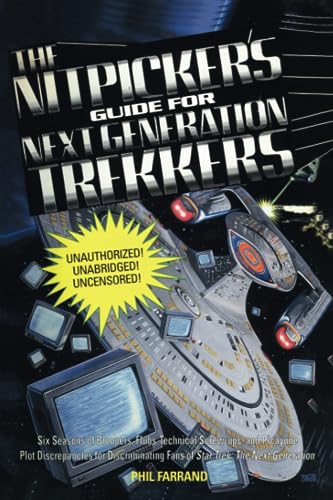 THE
NITPICKER'S
GUIDE FOR
NEXT GENERATION
TREKKERS
UNAUTHORIZED!
UNABRIDGED!
UNCENSORED!
Six Seasons of Bloopers, Flubs, Technical Screw-ups, and Picayune
Plot Discrepancies for Discriminating Fans of Star Trek: The Next Generation
PHIL FARRAND